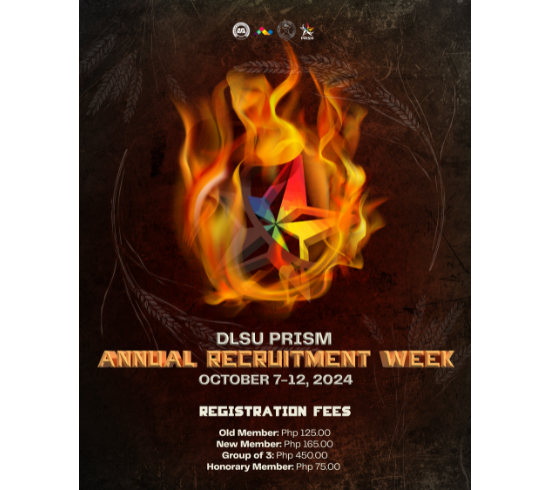 PRISM
DLSU PRISM
ANNUAL RECRUITMENT WEEK
OCTOBER 7-12, 2024
REGISTRATION FEES
Old Member: Php 125.00
New Member: Php 165.00
Group of 3: Php 450.00
Honorary Member: Php 75.00